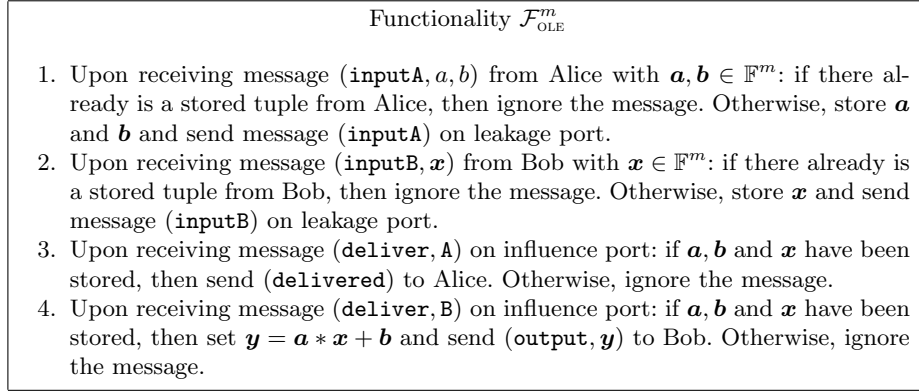 Functionality 𝓕ᵐ_OLE
1. Upon receiving message (inputA, a, b) from Alice with 𝒂, 𝒃 ∈ 𝔽ᵐ: if there al-
ready is a stored tuple from Alice, then ignore the message. Otherwise, store 𝒂
and 𝒃 and send message (inputA) on leakage port.
2. Upon receiving message (inputB, 𝒙) from Bob with 𝒙 ∈ 𝔽ᵐ: if there already is
a stored tuple from Bob, then ignore the message. Otherwise, store 𝒙 and send
message (inputB) on leakage port.
3. Upon receiving message (deliver, A) on influence port: if 𝒂, 𝒃 and 𝒙 have been
stored, then send (delivered) to Alice. Otherwise, ignore the message.
4. Upon receiving message (deliver, B) on influence port: if 𝒂, 𝒃 and 𝒙 have been
stored, then set 𝒚 = 𝒂 ∗ 𝒙 + 𝒃 and send (output, 𝒚) to Bob. Otherwise, ignore
the message.